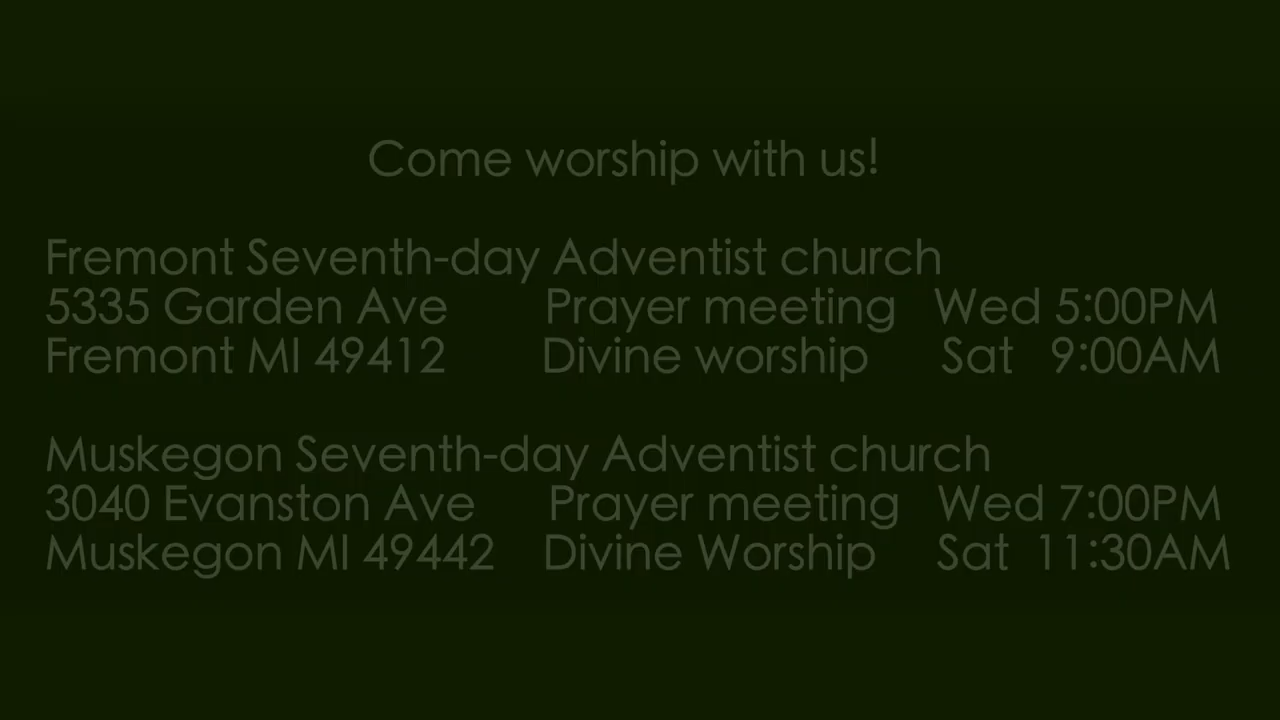 Come worship with us!
Fremont Seventh-day Adventist church
5335 Garden Ave Prayer meeting Wed 5:00PM
Fremont MI 49412 Divine worship Sat 9:00AM
Muskegon Seventh-day Adventist church
3040 Evanston Ave Prayer meeting Wed 7:00PM
Muskegon MI 49442 Divine Worship Sat 11:30AM